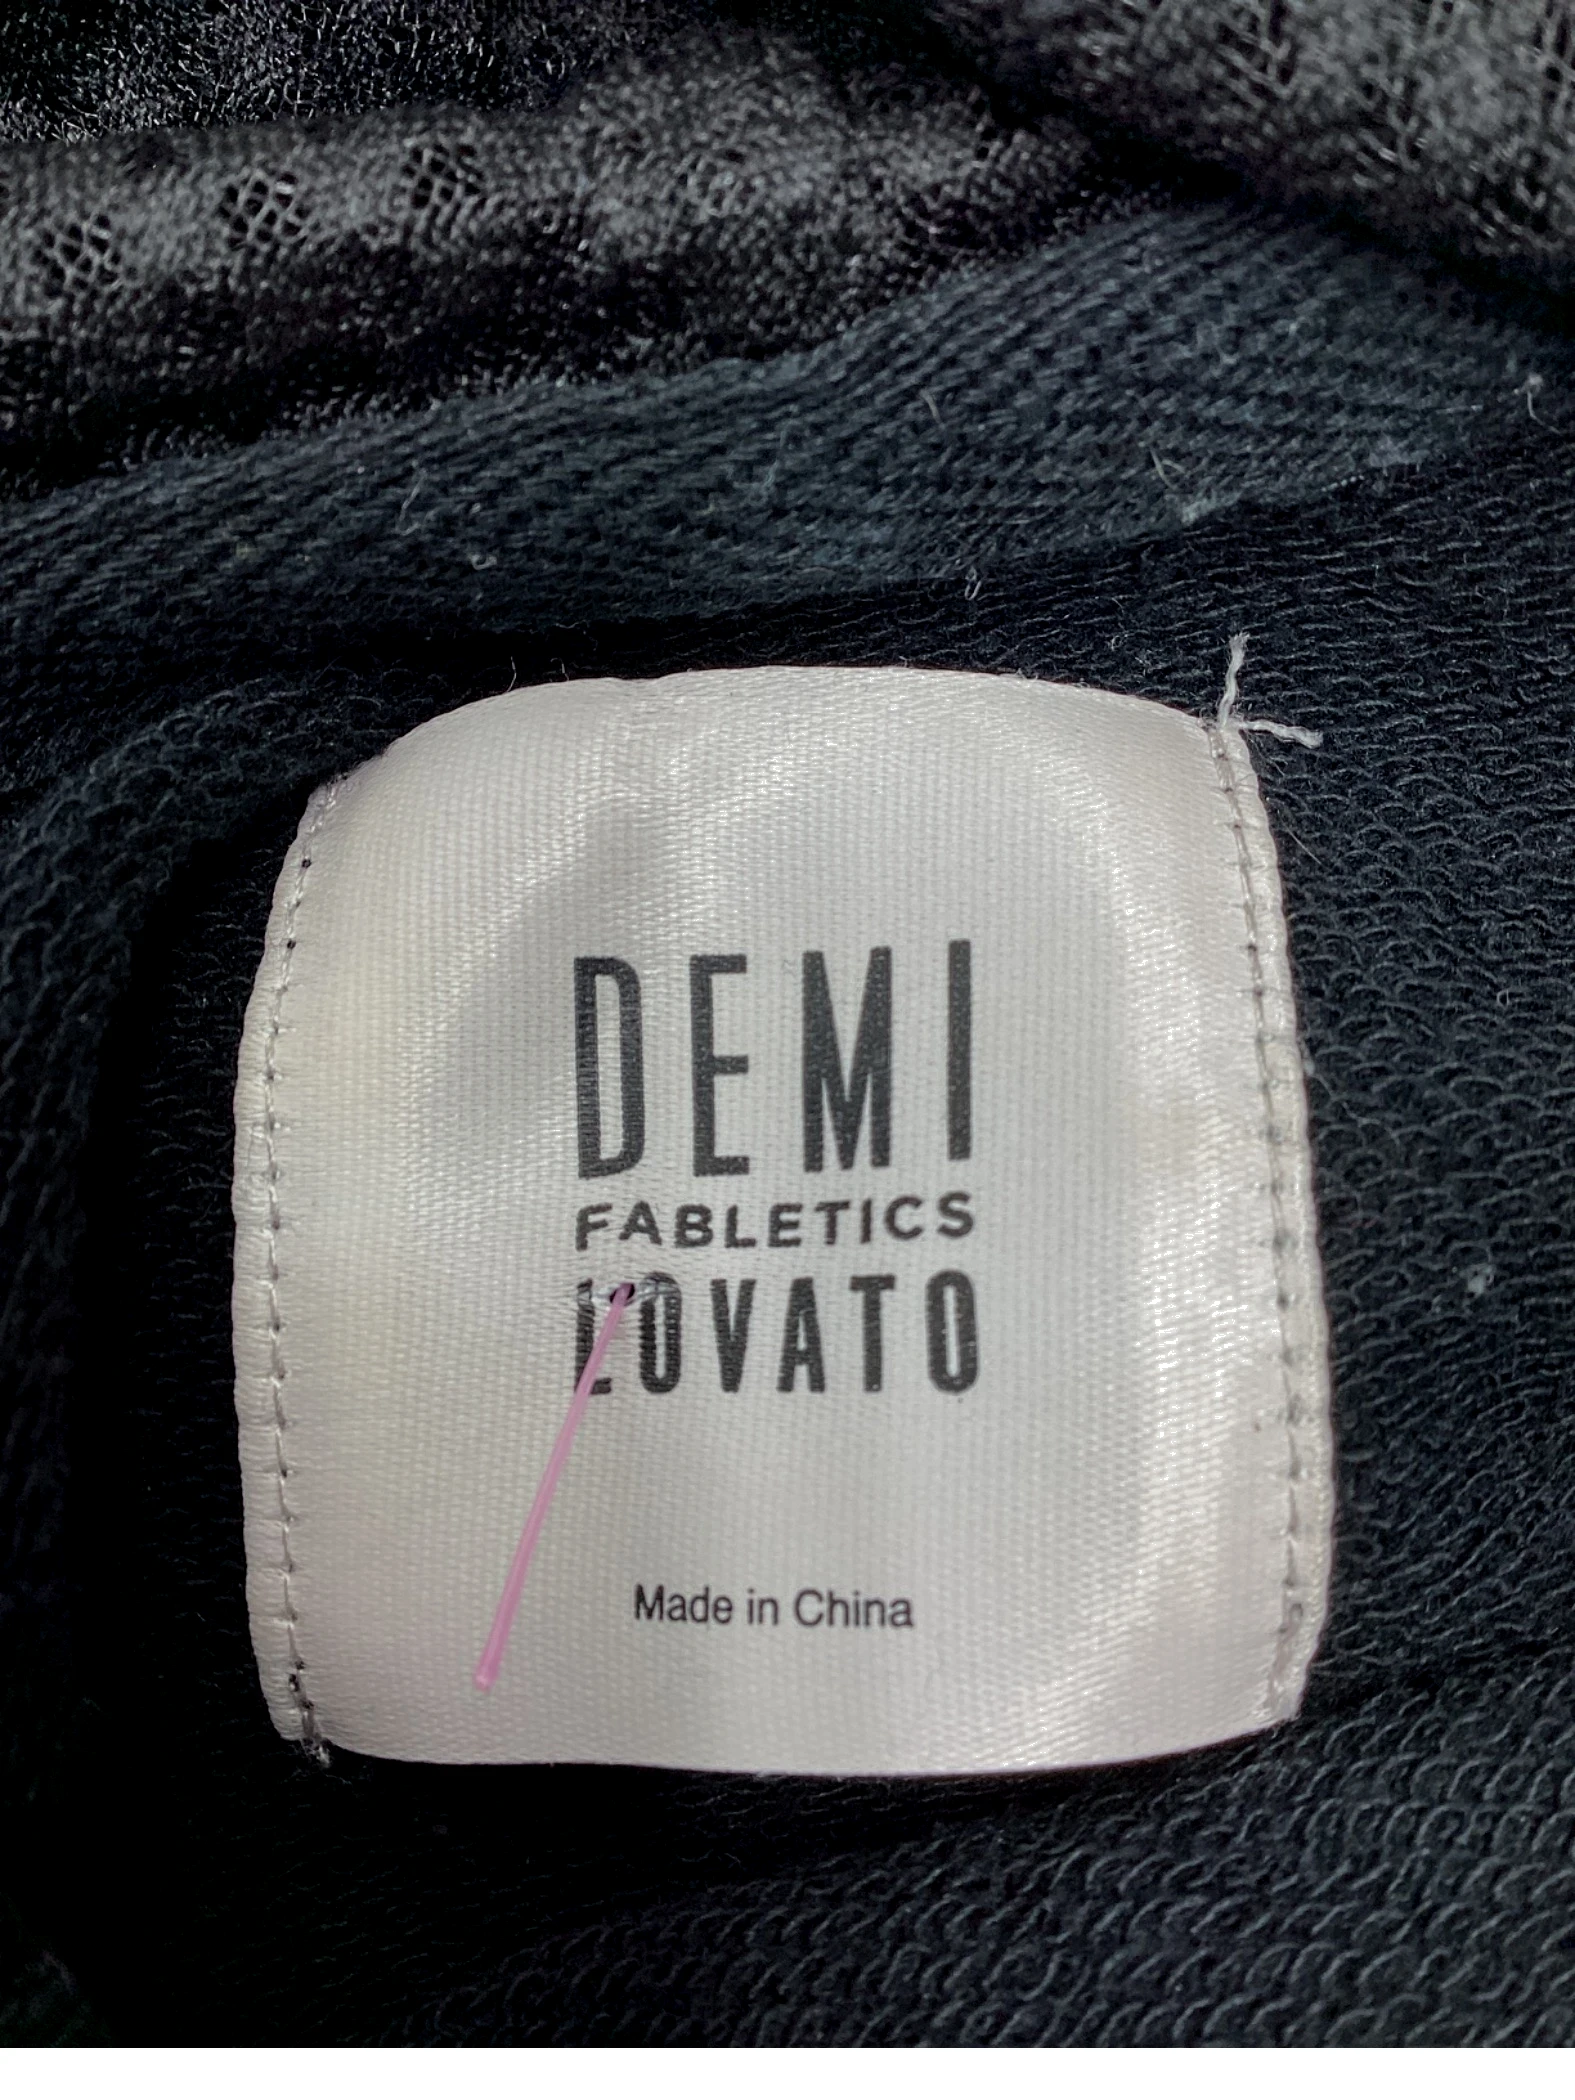 DEMI
FABLETICS
LOVATO
Made in China